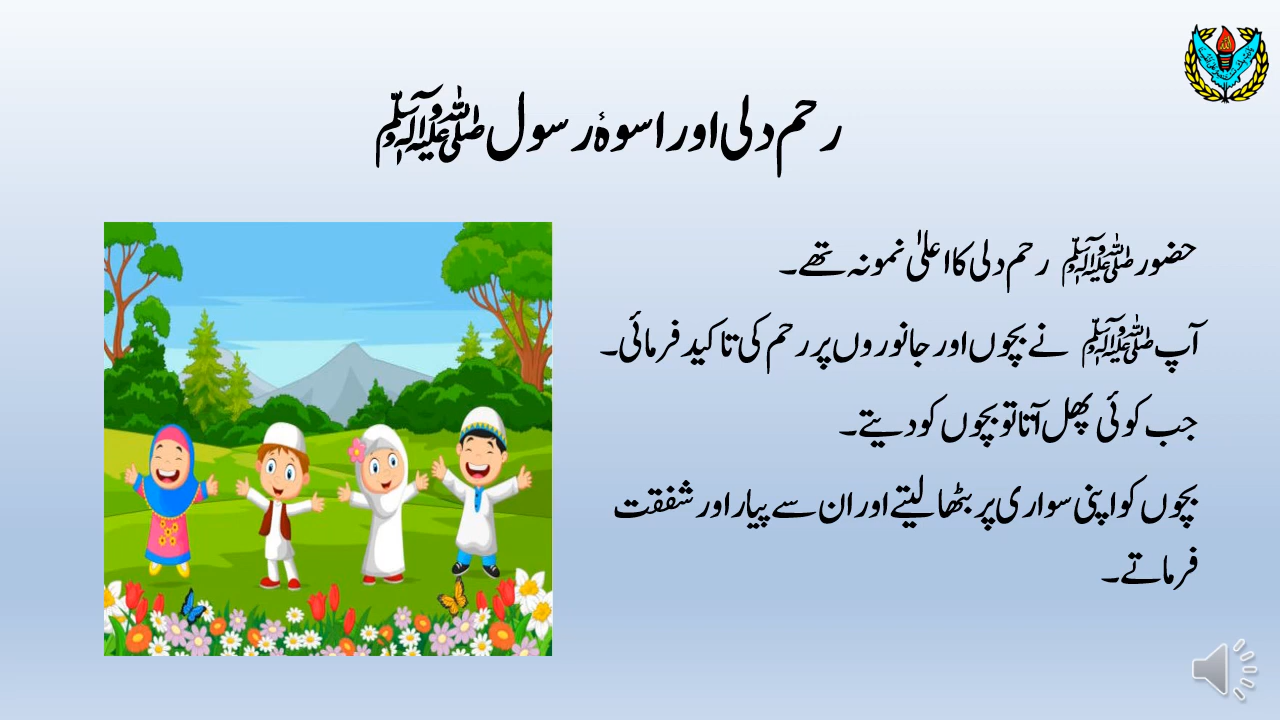 رحم دلی اور اسوۂ رسول ﷺ
حضور ﷺ رحم دلی کا اعلیٰ نمونہ تھے۔
آپ ﷺ نے بچوں اور جانوروں پر رحم کی تاکید فرمائی۔
جب کوئی پھل آتا تو بچوں کو دیتے۔
بچوں کو اپنی سواری پر بٹھا لیتے اور ان سے پیار اور شفقت
فرماتے۔